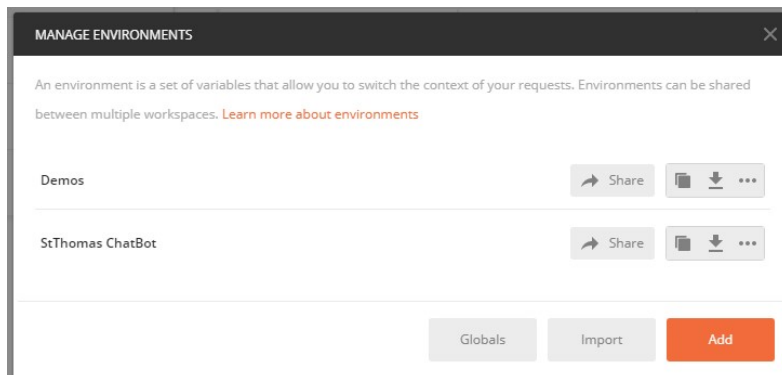 MANAGE ENVIRONMENTS
An environment is a set of variables that allow you to switch the context of your requests. Environments can be shared
between multiple workspaces. Learn more about environments
Demos Share
StThomas ChatBot Share
Globals Import Add